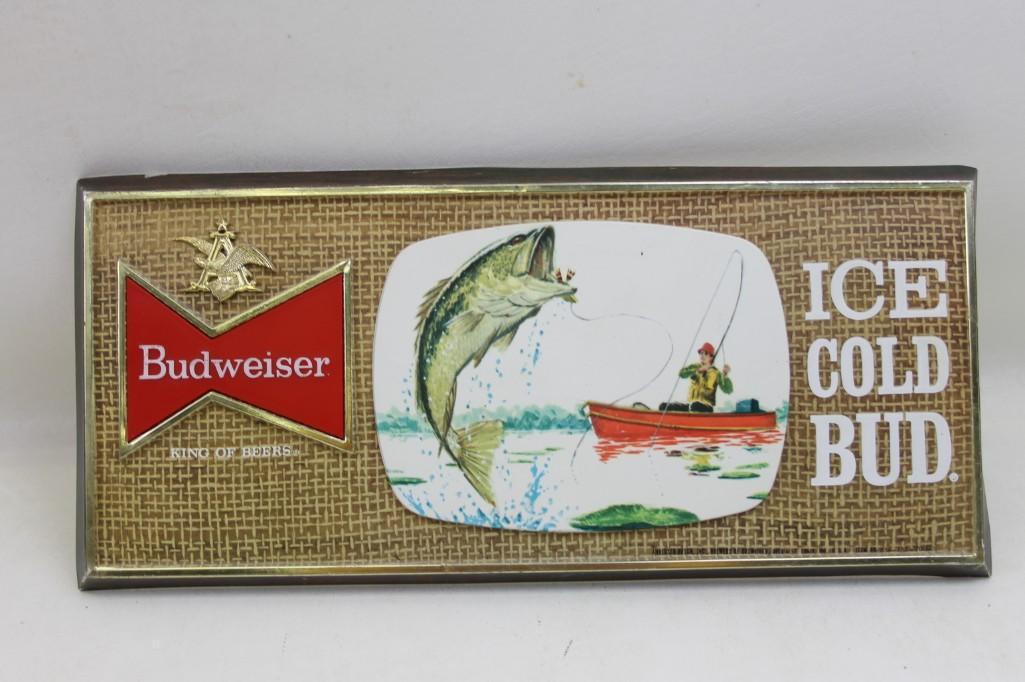 Budweiser
KING OF BEERS®
ICE
COLD
BUD®